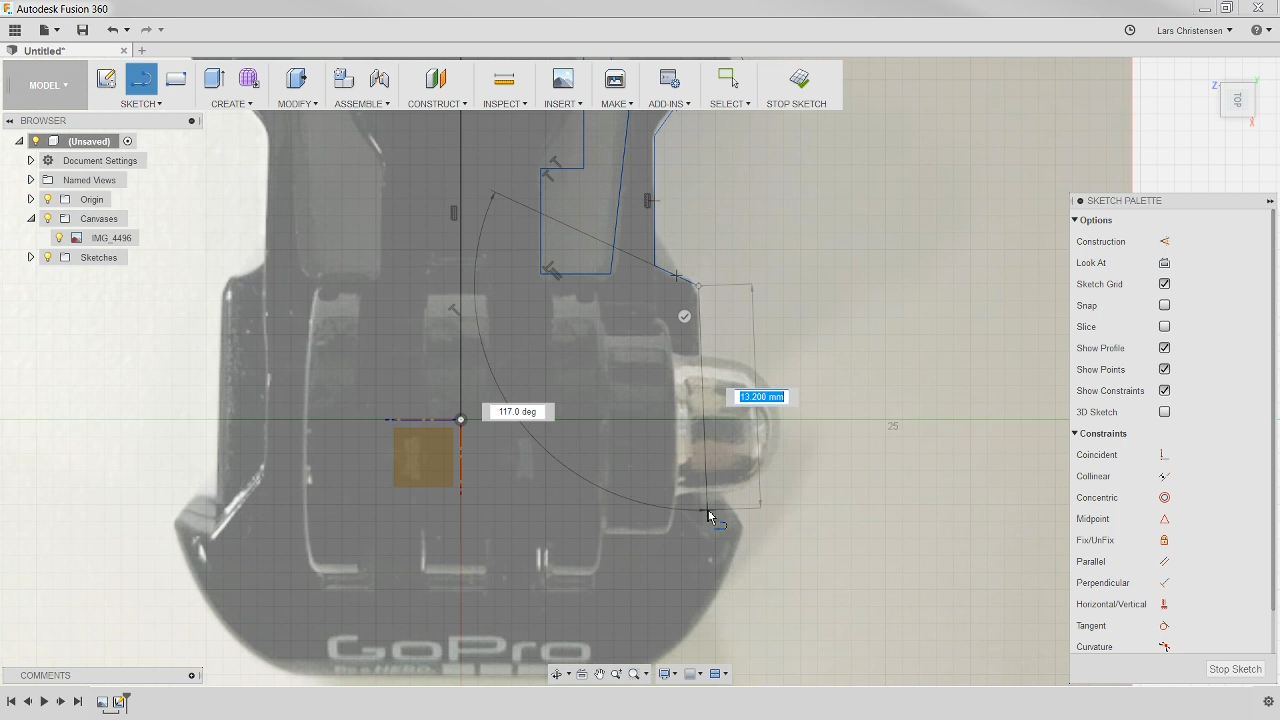 Autodesk Fusion 360
Lars Christensen
Untitled*
MODEL
SKETCH
CREATE
MODIFY
ASSEMBLE
CONSTRUCT
INSPECT
INSERT
MAKE
ADD-INS
SELECT
STOP SKETCH
TOP
Z
Y
X
BROWSER
(Unsaved)
Document Settings
Named Views
Origin
Canvases
IMG_4496
Sketches
117.0 deg
13.200 mm
25
SKETCH PALETTE
Options
Construction
Look At
Sketch Grid
Snap
Slice
Show Profile
Show Points
Show Constraints
3D Sketch
Constraints
Coincident
Collinear
Concentric
Midpoint
Fix/UnFix
Parallel
Perpendicular
Horizontal/Vertical
Tangent
Curvature
Stop Sketch
GoPro
Be a HERO.
COMMENTS